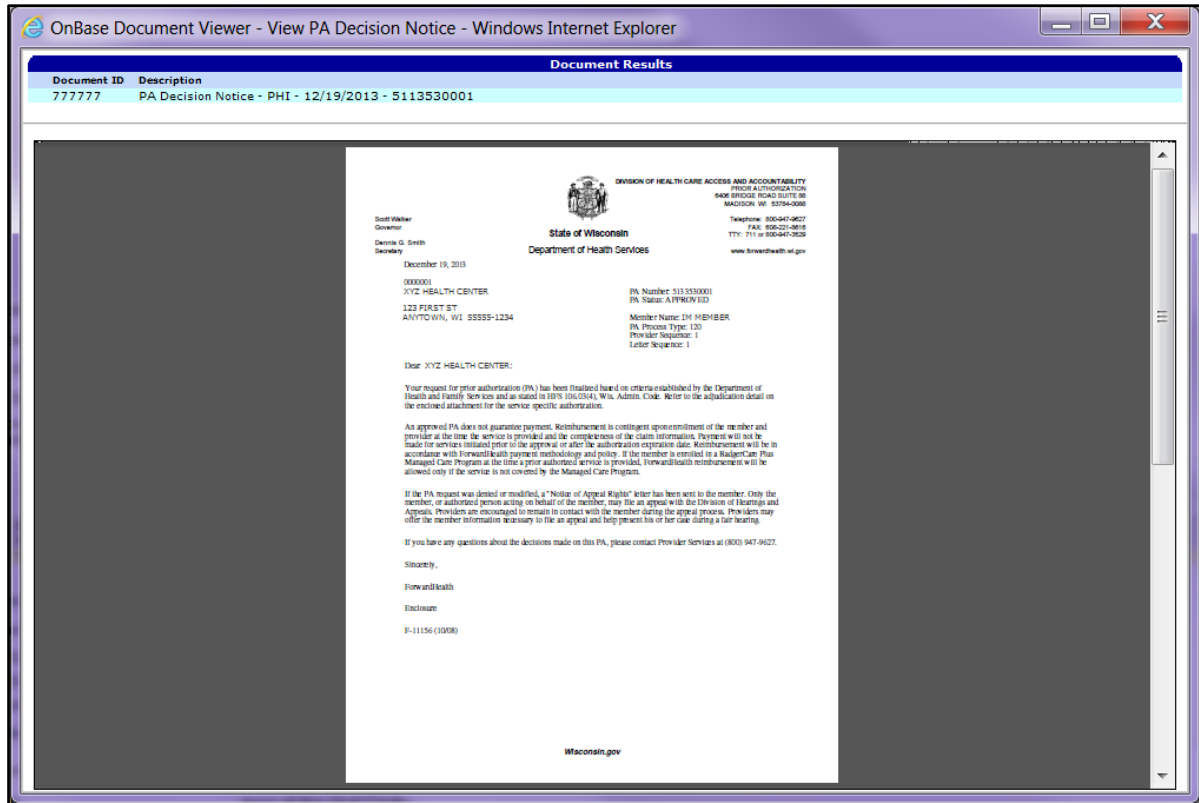 OnBase Document Viewer - View PA Decision Notice - Windows Internet Explorer
Document Results
Document ID Description
777777 PA Decision Notice - PHI - 12/19/2013 - 5113530001
DIVISION OF HEALTH CARE ACCESS AND ACCOUNTABILITY
PRIOR AUTHORIZATION
6406 BRIDGE ROAD SUITE 88
MADISON WI 53784-0088
Scott Walker
Governor
Dennis G. Smith
Secretary
State of Wisconsin
Department of Health Services
Telephone: 800-947-9627
FAX: 608-221-8616
TTY: 711 or 800-947-3529
www.forwardhealth.wi.gov
December 19, 2013
0000001
XYZ HEALTH CENTER
123 FIRST ST
ANYTOWN, WI 55555-1234
PA Number: 5133530001
PA Status: APPROVED
Member Name: IM MEMBER
PA Process Type: 120
Provider Sequence: 1
Letter Sequence: 1
Dear XYZ HEALTH CENTER:
Your request for prior authorization (PA) has been finalized based on criteria established by the Department of
Health and Family Services and as stated in HFS 106.03(4), Wis. Admin. Code. Refer to the adjudication detail on
the enclosed attachment for the service specific authorization.
An approved PA does not guarantee payment. Reimbursement is contingent upon enrollment of the member and
provider at the time the service is provided and the completeness of the claim information. Payment will not be
made for services initiated prior to the approval or after the authorization expiration date. Reimbursement will be in
accordance with ForwardHealth payment methodology and policy. If the member is enrolled in a BadgerCare Plus
Managed Care Program at the time a prior authorized service is provided, ForwardHealth reimbursement will be
allowed only if the service is not covered by the Managed Care Program.
If the PA request was denied or modified, a "Notice of Appeal Rights" letter has been sent to the member. Only the
member, or authorized person acting on behalf of the member, may file an appeal with the Division of Hearings and
Appeals. Providers are encouraged to remain in contact with the member during the appeal process. Providers may
offer the member information necessary to file an appeal and help present his or her case during a fair hearing.
If you have any questions about the decisions made on this PA, please contact Provider Services at (800) 947-9627.
Sincerely,
ForwardHealth
Enclosure
F-11156 (10/08)
Wisconsin.gov